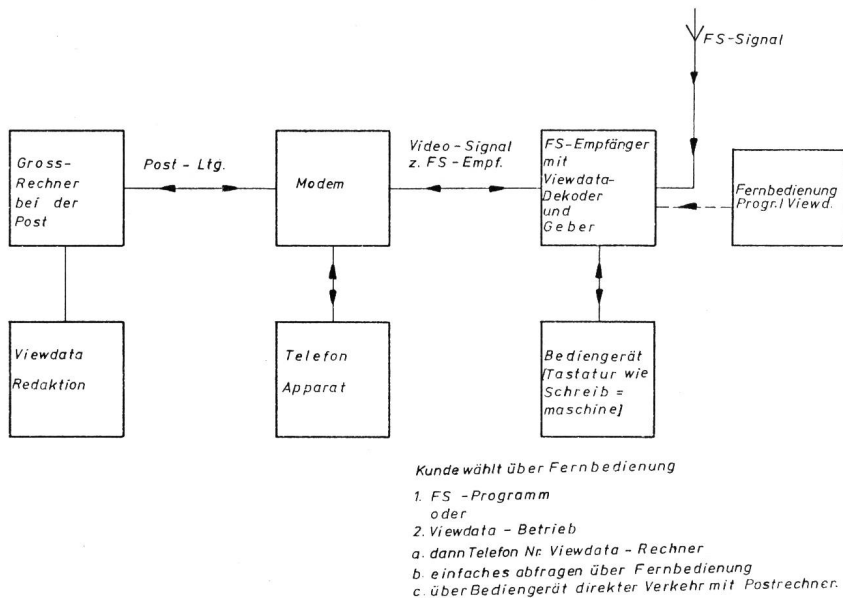 FS-Signal
Gross-
Rechner
bei der
Post
Post - Ltg.
Modem
Video-Signal
z. FS-Empf.
FS-Empfänger
mit
Viewdata-
Dekoder
und
Geber
Fernbedienung
Progr./Viewd.
Viewdata
Redaktion
Telefon
Apparat
Bediengerät
[Tastatur wie
Schreib =
maschine]
Kunde wählt über Fernbedienung
1. FS - Programm
oder
2. Viewdata - Betrieb
a. dann Telefon Nr. Viewdata - Rechner
b. einfaches abfragen über Fernbedienung
c. über Bediengerät direkter Verkehr mit Postrechner.